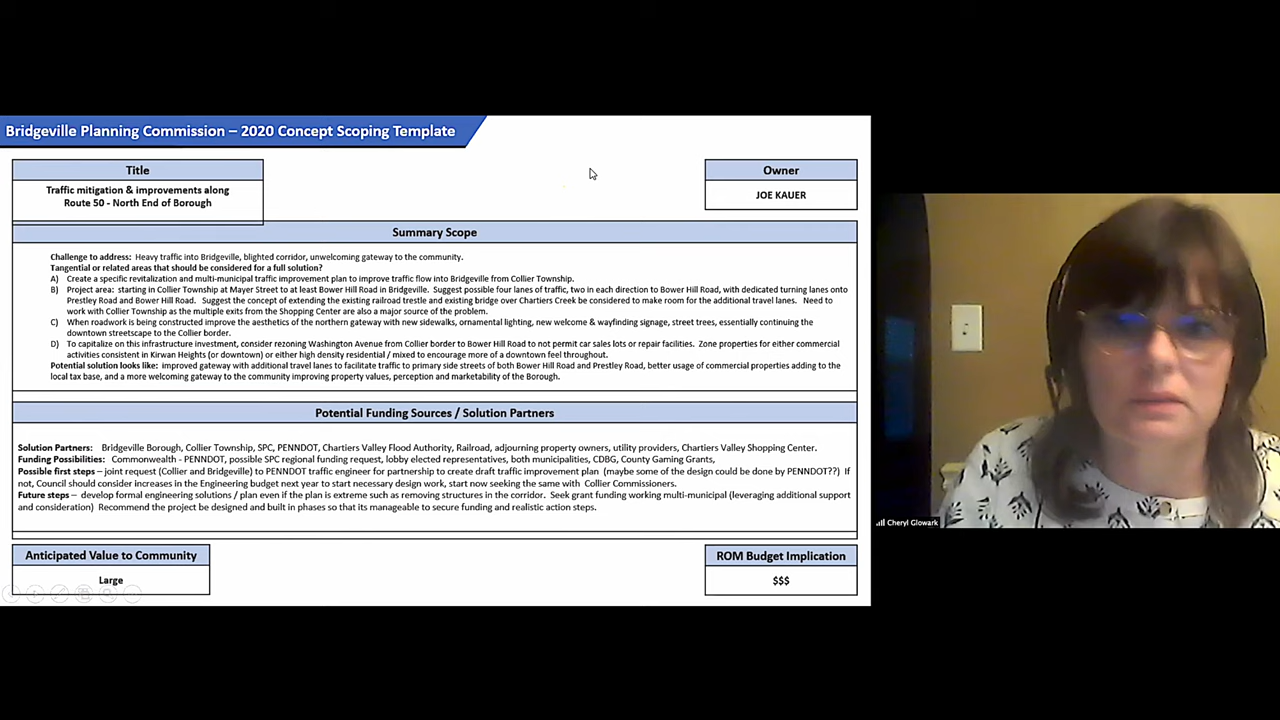 Bridgeville Planning Commission – 2020 Concept Scoping Template
Title
Traffic mitigation & improvements along
Route 50 - North End of Borough
Owner
JOE KAUER
Summary Scope
Challenge to address: Heavy traffic into Bridgeville, blighted corridor, unwelcoming gateway to the community.
Tangential or related areas that should be considered for a full solution?
A) Create a specific revitalization and multi-municipal traffic improvement plan to improve traffic flow into Bridgeville from Collier Township.
B) Project area: starting in Collier Township at Mayer Street to at least Bower Hill Road in Bridgeville. Suggest possible four lanes of traffic, two in each direction to Bower Hill Road, with dedicated turning lanes onto
Prestley Road and Bower Hill Road. Suggest the concept of extending the existing railroad trestle and existing bridge over Chartiers Creek be considered to make room for the additional travel lanes. Need to
work with Collier Township as the multiple exits from the Shopping Center are also a major source of the problem.
C) When roadwork is being constructed improve the aesthetics of the northern gateway with new sidewalks, ornamental lighting, new welcome & wayfinding signage, street trees, essentially continuing the
downtown streetscape to the Collier border.
D) To capitalize on this infrastructure investment, consider rezoning Washington Avenue from Collier border to Bower Hill Road to not permit car sales lots or repair facilities. Zone properties for either commercial
activities consistent in Kirwan Heights (or downtown) or either high density residential / mixed to encourage more of a downtown feel throughout.
Potential solution looks like: improved gateway with additional travel lanes to facilitate traffic to primary side streets of both Bower Hill Road and Prestley Road, better usage of commercial properties adding to the
local tax base, and a more welcoming gateway to the community improving property values, perception and marketability of the Borough.
Potential Funding Sources / Solution Partners
Solution Partners: Bridgeville Borough, Collier Township, SPC, PENNDOT, Chartiers Valley Flood Authority, Railroad, adjourning property owners, utility providers, Chartiers Valley Shopping Center.
Funding Possibilities: Commonwealth - PENNDOT, possible SPC regional funding request, lobby elected representatives, both municipalities, CDBG, County Gaming Grants,
Possible first steps – joint request (Collier and Bridgeville) to PENNDOT traffic engineer for partnership to create draft traffic improvement plan (maybe some of the design could be done by PENNDOT??) If
not, Council should consider increases in the Engineering budget next year to start necessary design work, start now seeking the same with Collier Commissioners.
Future steps – develop formal engineering solutions / plan even if the plan is extreme such as removing structures in the corridor. Seek grant funding working multi-municipal (leveraging additional support
and consideration) Recommend the project be designed and built in phases so that its manageable to secure funding and realistic action steps.
Anticipated Value to Community
Large
ROM Budget Implication
$$$
Cheryl Glowark